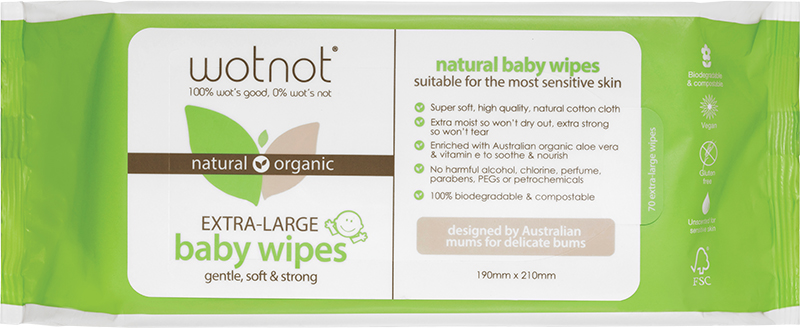 wotnot®
100% wot's good, 0% wot's not
natural organic
EXTRA-LARGE
baby wipes
gentle, soft & strong
natural baby wipes
suitable for the most sensitive skin
Super soft, high quality, natural cotton cloth
Extra moist so won't dry out, extra strong
so won't tear
Enriched with Australian organic aloe vera
& vitamin e to soothe & nourish
No harmful alcohol, chlorine, perfume,
parabens, PEGs or petrochemicals
100% biodegradable & compostable
designed by Australian
mums for delicate bums
190mm x 210mm
70 extra-large wipes
Biodegradable
& compostable
Vegan
Gluten
free
Unscented for
sensitive skin
FSC